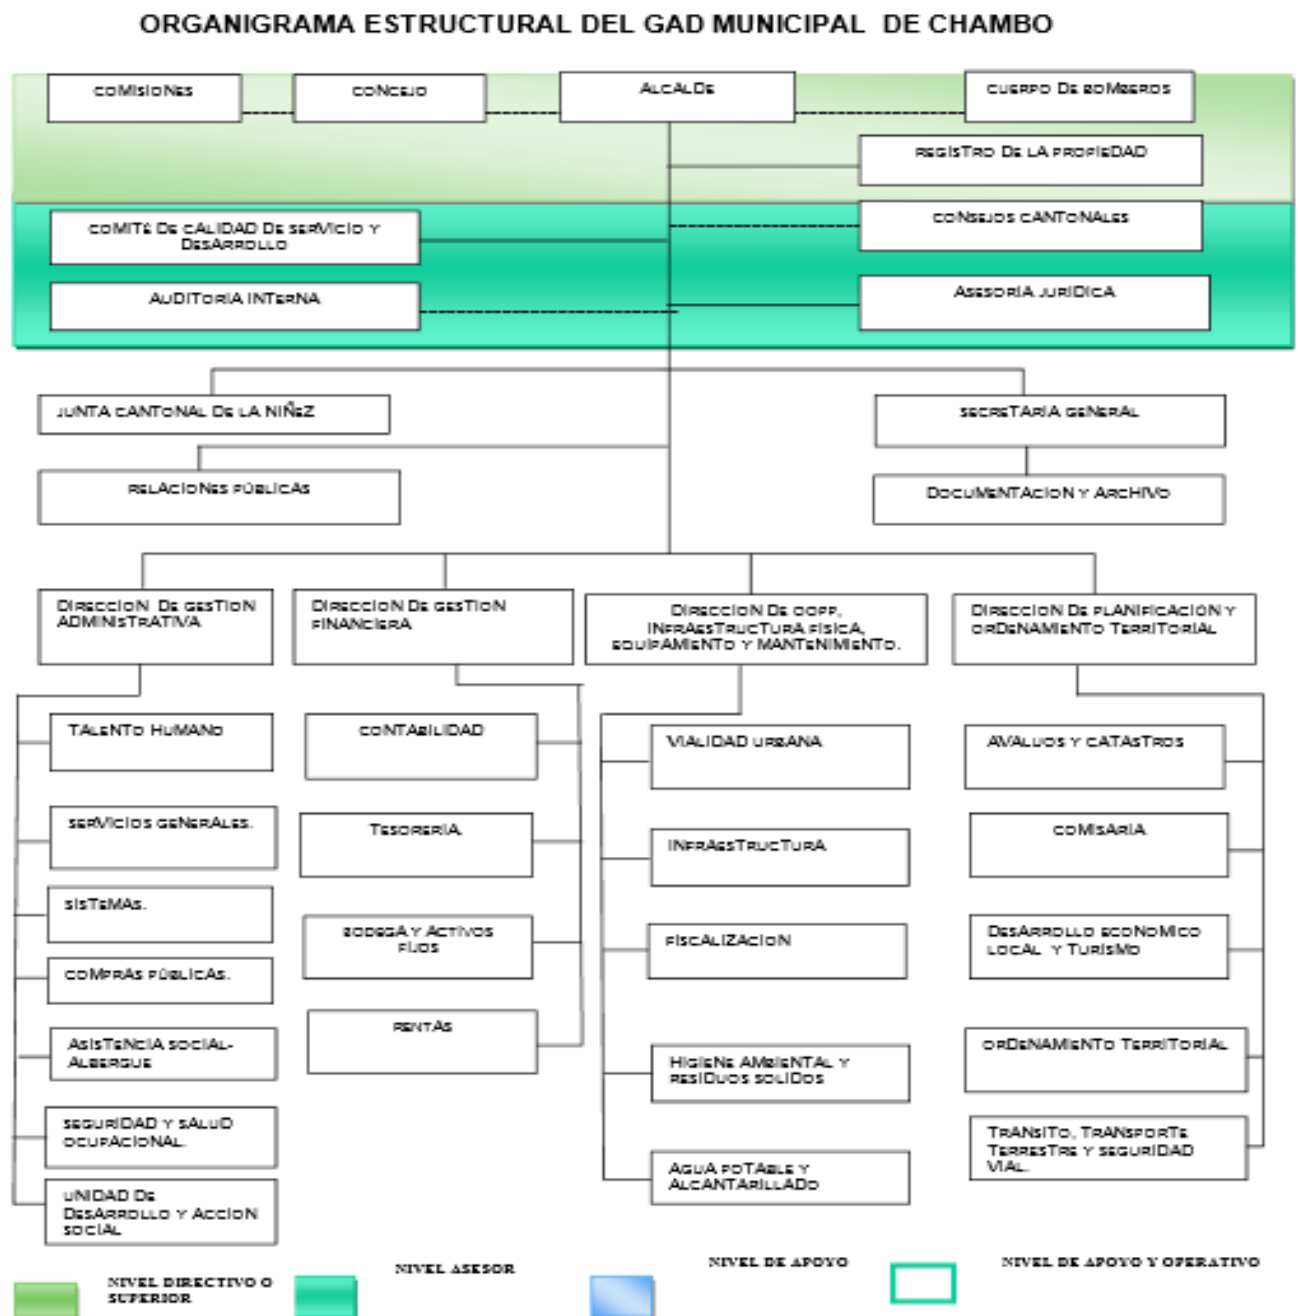 ORGANIGRAMA ESTRUCTURAL DEL GAD MUNICIPAL DE CHAMBO
COMISIONES
CONCEJO
ALCALDE
CUERPO DE BOMBEROS
REGISTRO DE LA PROPIEDAD
COMITÉ DE CALIDAD DE SERVICIO Y
DESARROLLO
CONSEJOS CANTONALES
AUDITORIA INTERNA
ASESORIA JURIDICA
JUNTA CANTONAL DE LA NIÑEZ
SECRETARIA GENERAL
RELACIONES PÚBLICAS
DOCUMENTACION Y ARCHIVO
DIRECCION DE GESTION
ADMINISTRATIVA
DIRECCION DE GESTION
FINANCIERA
DIRECCION DE OOPP,
INFRAESTRUCTURA FÍSICA,
EQUIPAMIENTO Y MANTENIMIENTO.
DIRECCION DE PLANIFICACIÓN Y
ORDENAMIENTO TERRITORIAL
TALENTO HUMANO
SERVICIOS GENERALES.
SISTEMAS.
COMPRAS PÚBLICAS.
ASISTENCIA SOCIAL-
ALBERGUE
SEGURIDAD Y SALUD
OCUPACIONAL.
UNIDAD DE
DESARROLLO Y ACCION
SOCIAL
CONTABILIDAD
TESORERIA
BODEGA Y ACTIVOS
FIJOS
RENTAS
VIALIDAD URBANA
INFRAESTRUCTURA
FISCALIZACION
HIGIENE AMBIENTAL Y
RESIDUOS SOLIDOS
AGUA POTABLE Y
ALCANTARILLADO
AVALUOS Y CATASTROS
COMISARIA
DESARROLLO ECONOMICO
LOCAL Y TURISMO
ORDENAMIENTO TERRITORIAL
TRANSITO, TRANSPORTE
TERRESTRE Y SEGURIDAD
VIAL.
NIVEL DIRECTIVO O
SUPERIOR
NIVEL ASESOR
NIVEL DE APOYO
NIVEL DE APOYO Y OPERATIVO